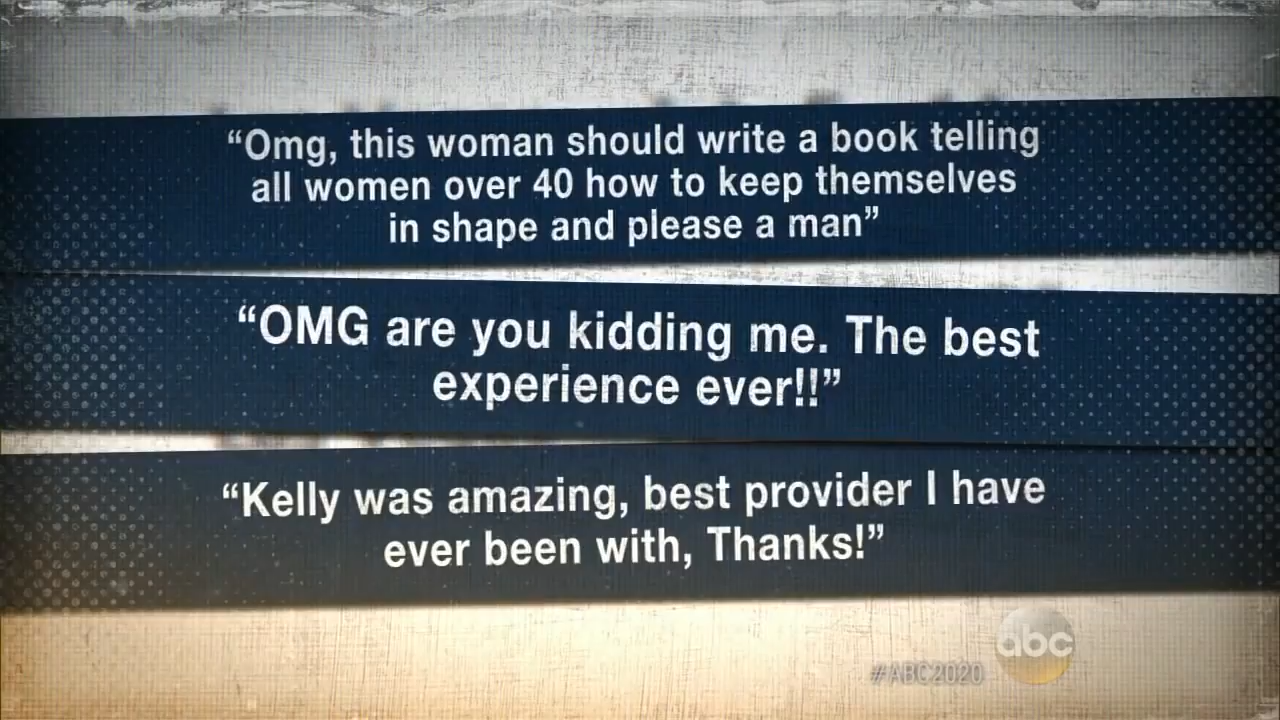 “Omg, this woman should write a book telling
all women over 40 how to keep themselves
in shape and please a man”
“OMG are you kidding me. The best
experience ever!!”
“Kelly was amazing, best provider I have
ever been with, Thanks!”
abc
#ABC2020